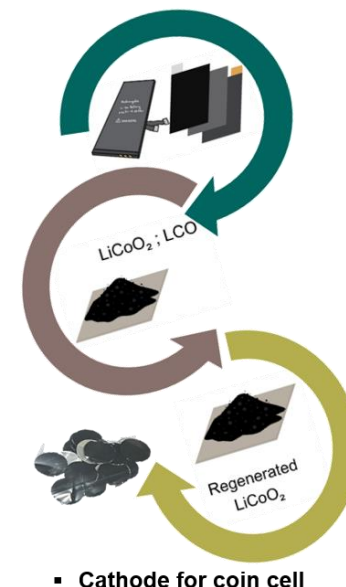 LiCoO₂ ; LCO
Regenerated
LiCoO₂
▪ Cathode for coin cell